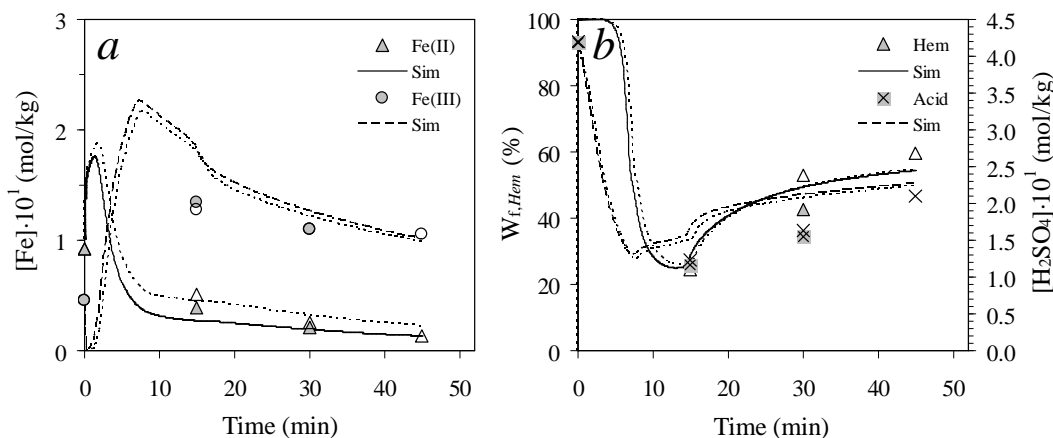 a
[Fe]·10¹ (mol/kg)
3
2
1
0
Fe(II)
Sim
Fe(III)
Sim
0 10 20 30 40 50
Time (min)
b
W_f,Hem (%)
100
80
60
40
20
0
Hem
Sim
Acid
Sim
4.5
4.0
3.5
3.0
2.5
2.0
1.5
1.0
0.5
0.0
[H₂SO₄]·10¹ (mol/kg)
0 10 20 30 40 50
Time (min)